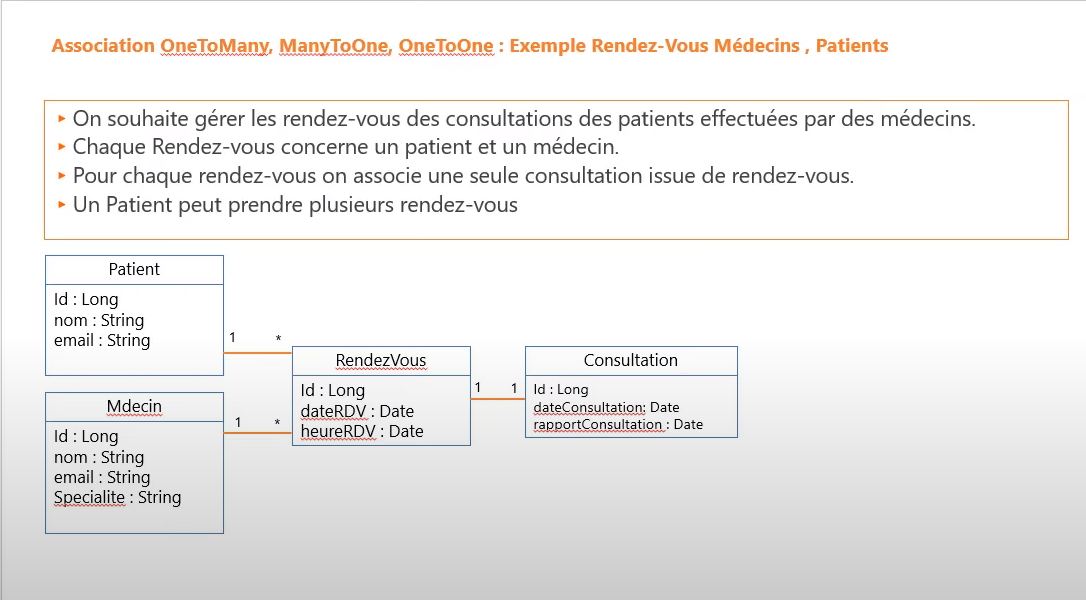 Association OneToMany, ManyToOne, OneToOne : Exemple Rendez-Vous Médecins , Patients
On souhaite gérer les rendez-vous des consultations des patients effectuées par des médecins.
Chaque Rendez-vous concerne un patient et un médecin.
Pour chaque rendez-vous on associe une seule consultation issue de rendez-vous.
Un Patient peut prendre plusieurs rendez-vous
Patient
Id : Long
nom : String
email : String
1 *
Mdecin
Id : Long
nom : String
email : String
Specialite : String
1 *
RendezVous
Id : Long
dateRDV : Date
heureRDV : Date
1 1
Consultation
Id : Long
dateConsultation: Date
rapportConsultation : Date